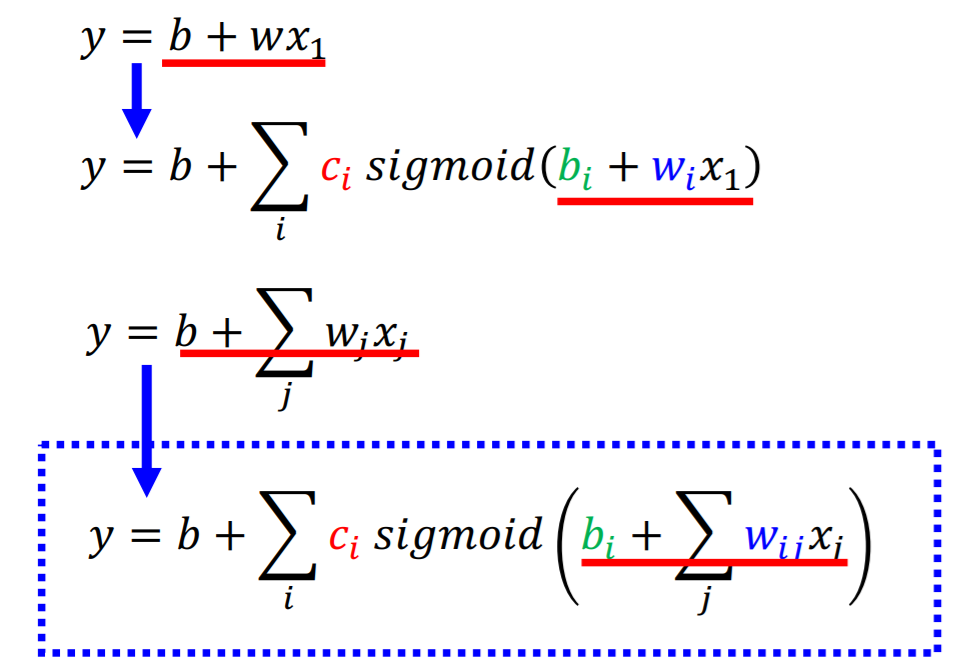 y = b + wx₁
y = b + ∑ᵢ cᵢ sigmoid(bᵢ + wᵢx₁)
y = b + ∑ⱼ wⱼxⱼ
y = b + ∑ᵢ cᵢ sigmoid(bᵢ + ∑ⱼ wᵢⱼxⱼ)